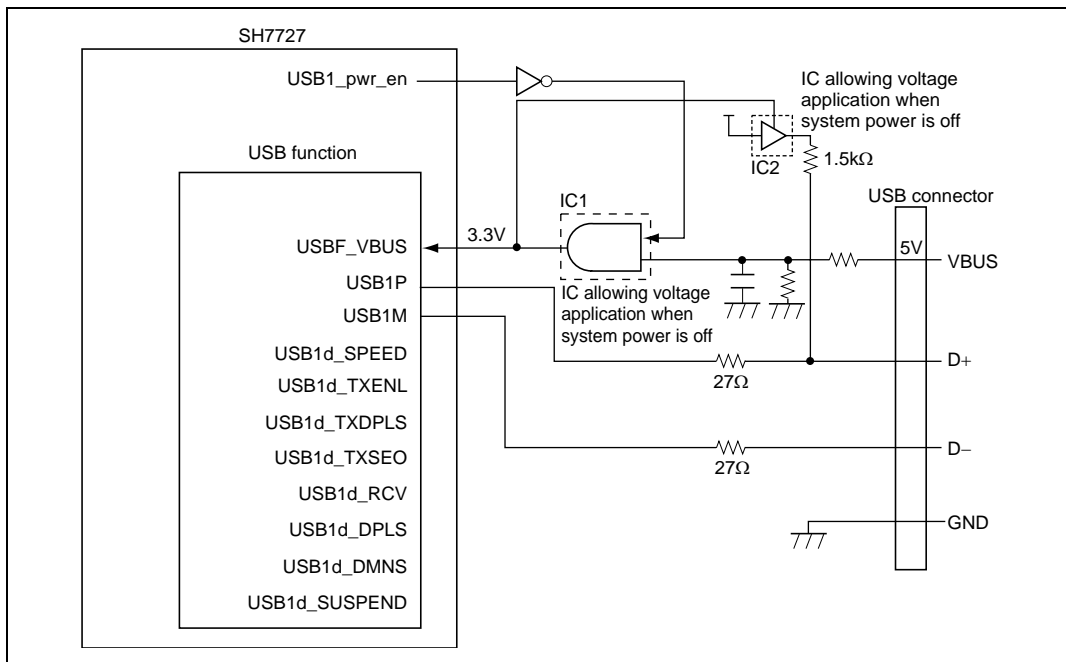 SH7727
USB1_pwr_en
IC allowing voltage
application when
system power is off
IC2
1.5kΩ
USB function
USB connector
IC1
3.3V
5V
USBF_VBUS
VBUS
USB1P
IC allowing voltage
application when
system power is off
USB1M
USB1d_SPEED
D+
27Ω
USB1d_TXENL
USB1d_TXDPLS
USB1d_TXSEO
D−
27Ω
USB1d_RCV
USB1d_DPLS
GND
USB1d_DMNS
USB1d_SUSPEND